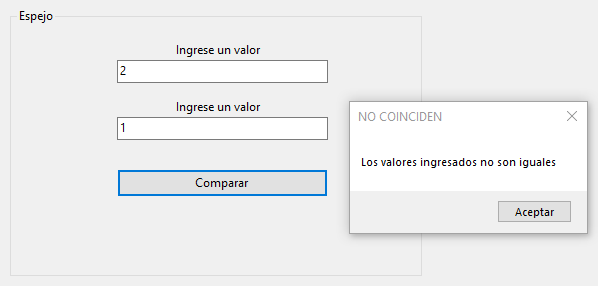 Espejo
Ingrese un valor
2
Ingrese un valor
1
Comparar
NO COINCIDEN
Los valores ingresados no son iguales
Aceptar